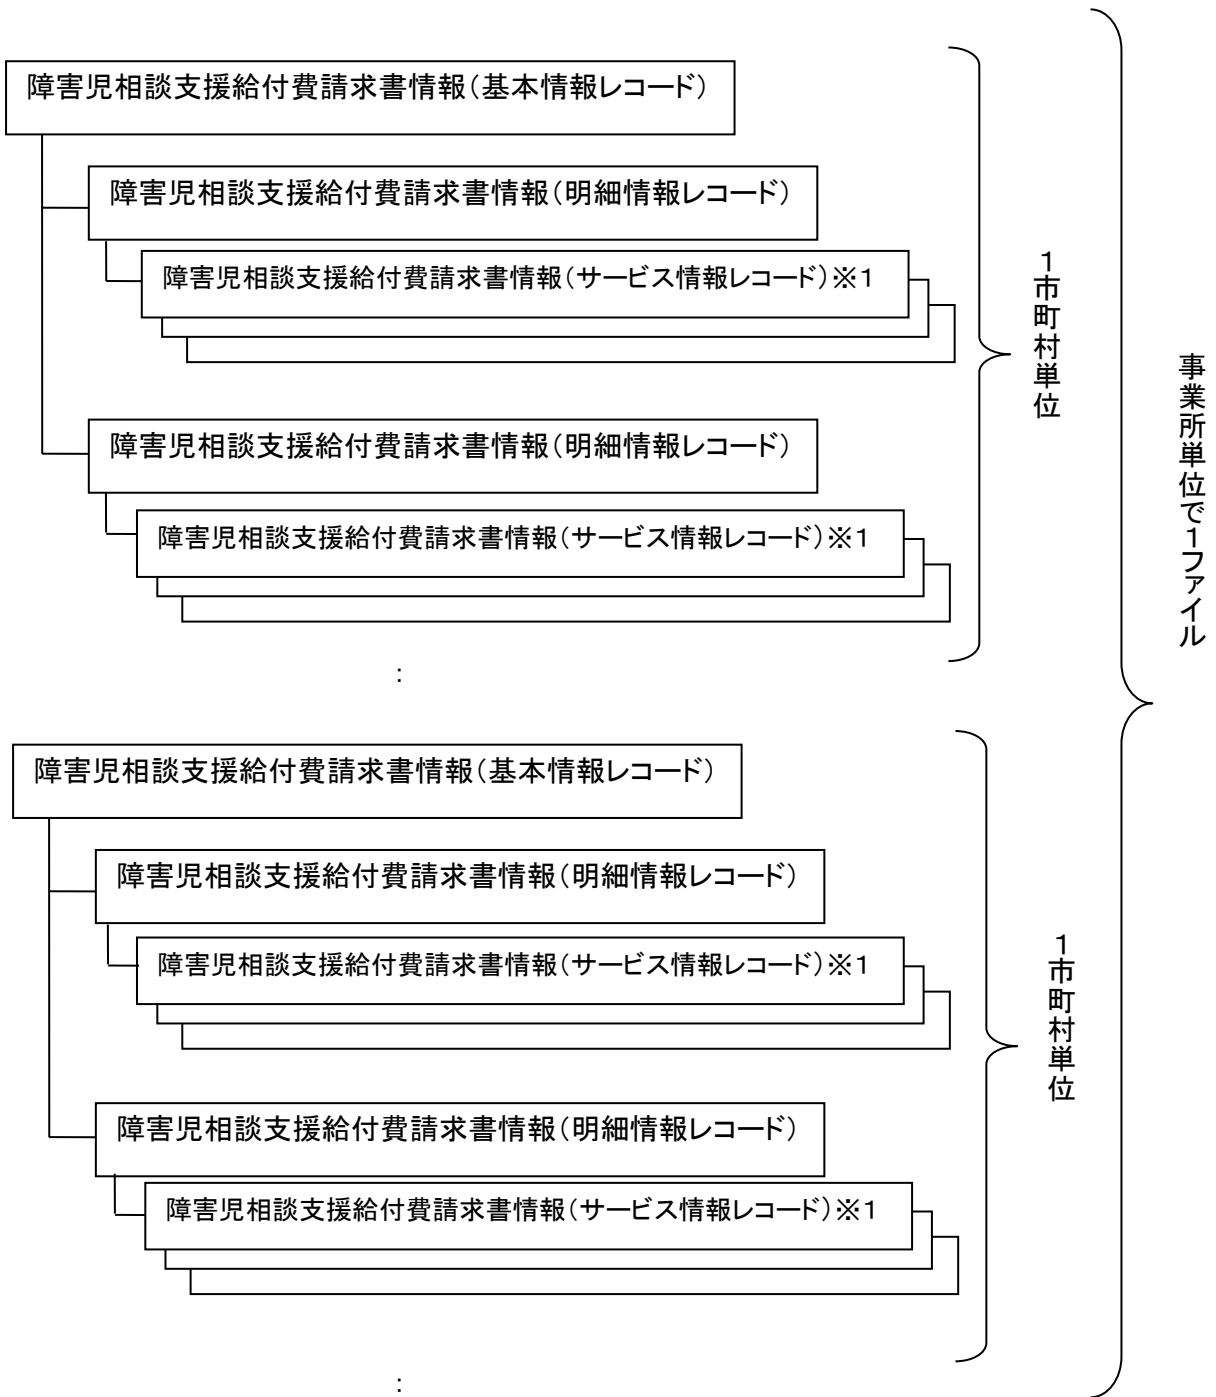 障害児相談支援給付費請求書情報（基本情報レコード）
障害児相談支援給付費請求書情報（明細情報レコード）
障害児相談支援給付費請求書情報（サービス情報レコード）※１
障害児相談支援給付費請求書情報（明細情報レコード）
障害児相談支援給付費請求書情報（サービス情報レコード）※１
：
１市町村単位
障害児相談支援給付費請求書情報（基本情報レコード）
障害児相談支援給付費請求書情報（明細情報レコード）
障害児相談支援給付費請求書情報（サービス情報レコード）※１
障害児相談支援給付費請求書情報（明細情報レコード）
障害児相談支援給付費請求書情報（サービス情報レコード）※１
：
１市町村単位
事業所単位で１ファイル